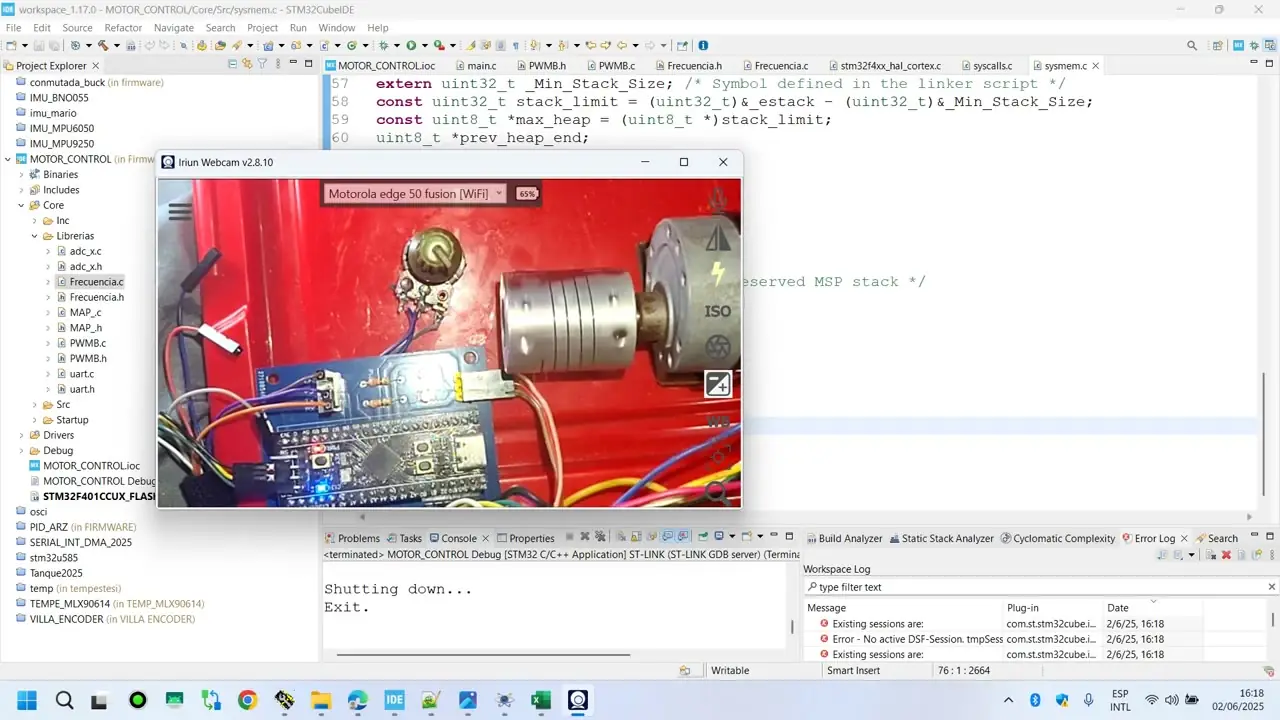 workspace_1.17.0 - MOTOR_CONTROL/Core/Src/sysmem.c - STM32CubeIDE
File Edit Source Refactor Navigate Search Project Run Window Help
Project Explorer
conmutada_buck (in firmware)
IMU_BNO055
imu_mario
IMU_MPU6050
IMU_MPU9250
MOTOR_CONTROL (in Firmw
Binaries
Includes
Core
Inc
Librerias
adc_x.c
adc_x.h
Frecuencia.c
Frecuencia.h
MAP_.c
MAP_.h
PWMB.c
PWMB.h
uart.c
uart.h
Src
Startup
Drivers
Debug
MOTOR_CONTROL.ioc
MOTOR_CONTROL Debug
STM32F401CCUX_FLASH
osci
PID_ARZ (in FIRMWARE)
SERIAL_INT_DMA_2025
stm32u585
Tanque2025
temp (in tempestesi)
TEMPE_MLX90614 (in TEMP_MLX90614)
VILLA_ENCODER (in VILLA ENCODER)
MOTOR_CONTROL.ioc main.c PWMB.h PWMB.c Frecuencia.h Frecuencia.c stm32f4xx_hal_cortex.c syscalls.c sysmem.c
57 extern uint32_t _Min_Stack_Size; /* Symbol defined in the linker script */
58 const uint32_t stack_limit = (uint32_t)&_estack - (uint32_t)&_Min_Stack_Size;
59 const uint8_t *max_heap = (uint8_t *)stack_limit;
60 uint8_t *prev_heap_end;
eserved MSP stack */
Iriun Webcam v2.8.10
Motorola edge 50 fusion [WiFi] 65%
ISO
WB
Problems Tasks Console Properties
<terminated> MOTOR_CONTROL Debug [STM32 C/C++ Application] ST-LINK (ST-LINK GDB server) (Termina
Shutting down...
Exit.
Build Analyzer Static Stack Analyzer Cyclomatic Complexity Error Log Search
Workspace Log
type filter text
Message Plug-in Date
Existing sessions are: com.st.stm32cube.i... 2/6/25, 16:18
Error - No active DSF-Session. tmpSess com.st.stm32cube.i... 2/6/25, 16:18
Existing sessions are: com.st.stm32cube.i... 2/6/25, 16:18
Writable Smart Insert 76 : 1 : 2664
IDE
ESP
INTL
16:18
02/06/2025